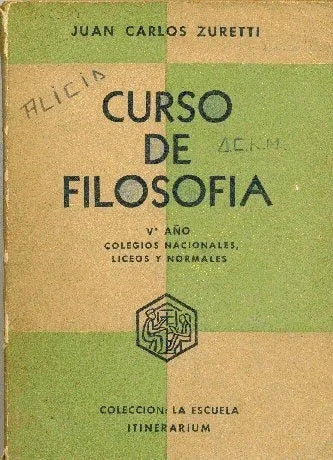 JUAN CARLOS ZURETTI
ALICIA
CURSO
DE
FILOSOFIA
Vº AÑO
COLEGIOS NACIONALES,
LICEOS Y NORMALES
COLECCION: LA ESCUELA
ITINERARIUM